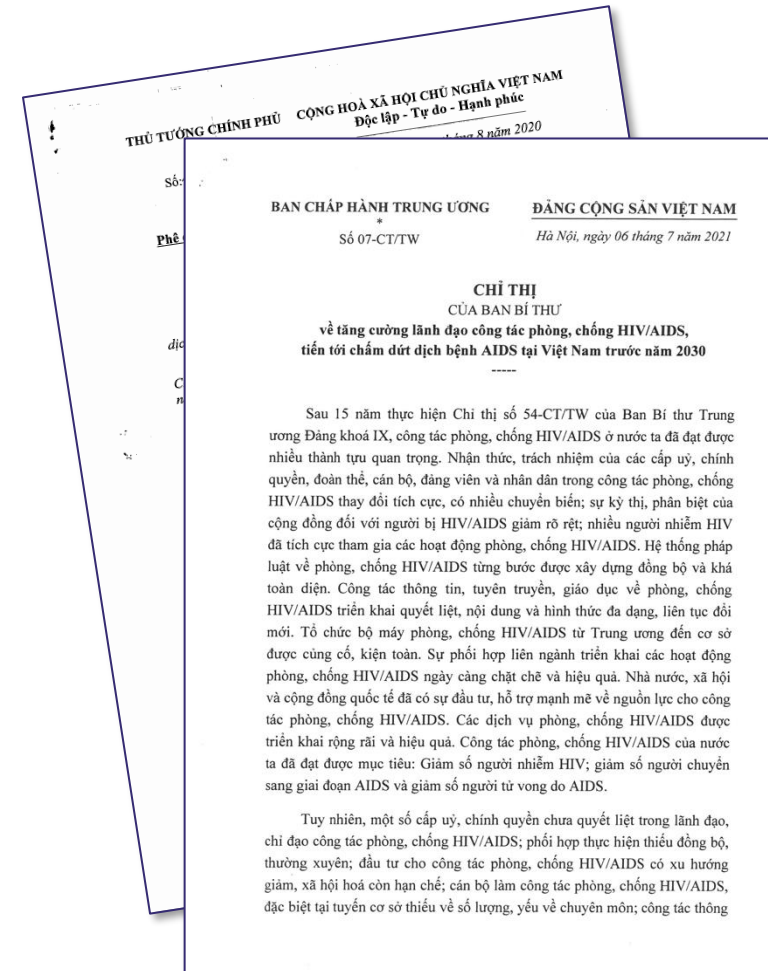 THỦ TƯỚNG CHÍNH PHỦ CỘNG HOÀ XÃ HỘI CHỦ NGHĨA VIỆT NAM
Độc lập - Tự do - Hạnh phúc
8 năm 2020
Số:
Phê
dịc
C
n
BAN CHẤP HÀNH TRUNG ƯƠNG
*
Số 07-CT/TW
ĐẢNG CỘNG SẢN VIỆT NAM
Hà Nội, ngày 06 tháng 7 năm 2021
CHỈ THỊ
CỦA BAN BÍ THƯ
về tăng cường lãnh đạo công tác phòng, chống HIV/AIDS,
tiến tới chấm dứt dịch bệnh AIDS tại Việt Nam trước năm 2030
-----
Sau 15 năm thực hiện Chỉ thị số 54-CT/TW của Ban Bí thư Trung
ương Đảng khoá IX, công tác phòng, chống HIV/AIDS ở nước ta đã đạt được
nhiều thành tựu quan trọng. Nhận thức, trách nhiệm của các cấp uỷ, chính
quyền, đoàn thể, cán bộ, đảng viên và nhân dân trong công tác phòng, chống
HIV/AIDS thay đổi tích cực, có nhiều chuyển biến; sự kỳ thị, phân biệt của
cộng đồng đối với người bị HIV/AIDS giảm rõ rệt; nhiều người nhiễm HIV
đã tích cực tham gia các hoạt động phòng, chống HIV/AIDS. Hệ thống pháp
luật về phòng, chống HIV/AIDS từng bước được xây dựng đồng bộ và khá
toàn diện. Công tác thông tin, tuyên truyền, giáo dục về phòng, chống
HIV/AIDS triển khai quyết liệt, nội dung và hình thức đa dạng, liên tục đổi
mới. Tổ chức bộ máy phòng, chống HIV/AIDS từ Trung ương đến cơ sở
được củng cố, kiện toàn. Sự phối hợp liên ngành triển khai các hoạt động
phòng, chống HIV/AIDS ngày càng chặt chẽ và hiệu quả. Nhà nước, xã hội
và cộng đồng quốc tế đã có sự đầu tư, hỗ trợ mạnh mẽ về nguồn lực cho công
tác phòng, chống HIV/AIDS. Các dịch vụ phòng, chống HIV/AIDS được
triển khai rộng rãi và hiệu quả. Công tác phòng, chống HIV/AIDS của nước
ta đã đạt được mục tiêu: Giảm số người nhiễm HIV; giảm số người chuyển
sang giai đoạn AIDS và giảm số người tử vong do AIDS.
Tuy nhiên, một số cấp uỷ, chính quyền chưa quyết liệt trong lãnh đạo,
chỉ đạo công tác phòng, chống HIV/AIDS; phối hợp thực hiện thiếu đồng bộ,
thường xuyên; đầu tư cho công tác phòng, chống HIV/AIDS có xu hướng
giảm, xã hội hoá còn hạn chế; cán bộ làm công tác phòng, chống HIV/AIDS,
đặc biệt tại tuyến cơ sở thiếu về số lượng, yếu về chuyên môn; công tác thông